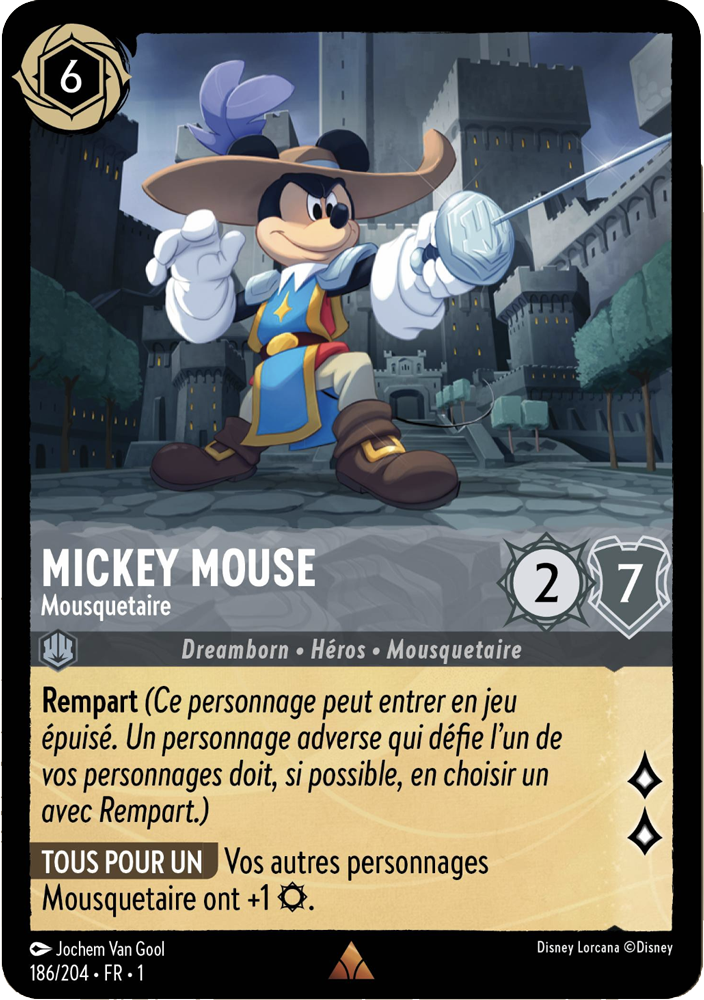 6
MICKEY MOUSE
Mousquetaire
2
7
Dreamborn • Héros • Mousquetaire
Rempart (Ce personnage peut entrer en jeu
épuisé. Un personnage adverse qui défie l’un de
vos personnages doit, si possible, en choisir un
avec Rempart.)
TOUS POUR UN Vos autres personnages
Mousquetaire ont +1 .
Jochem Van Gool
Disney Lorcana ©Disney
186/204 • FR • 1